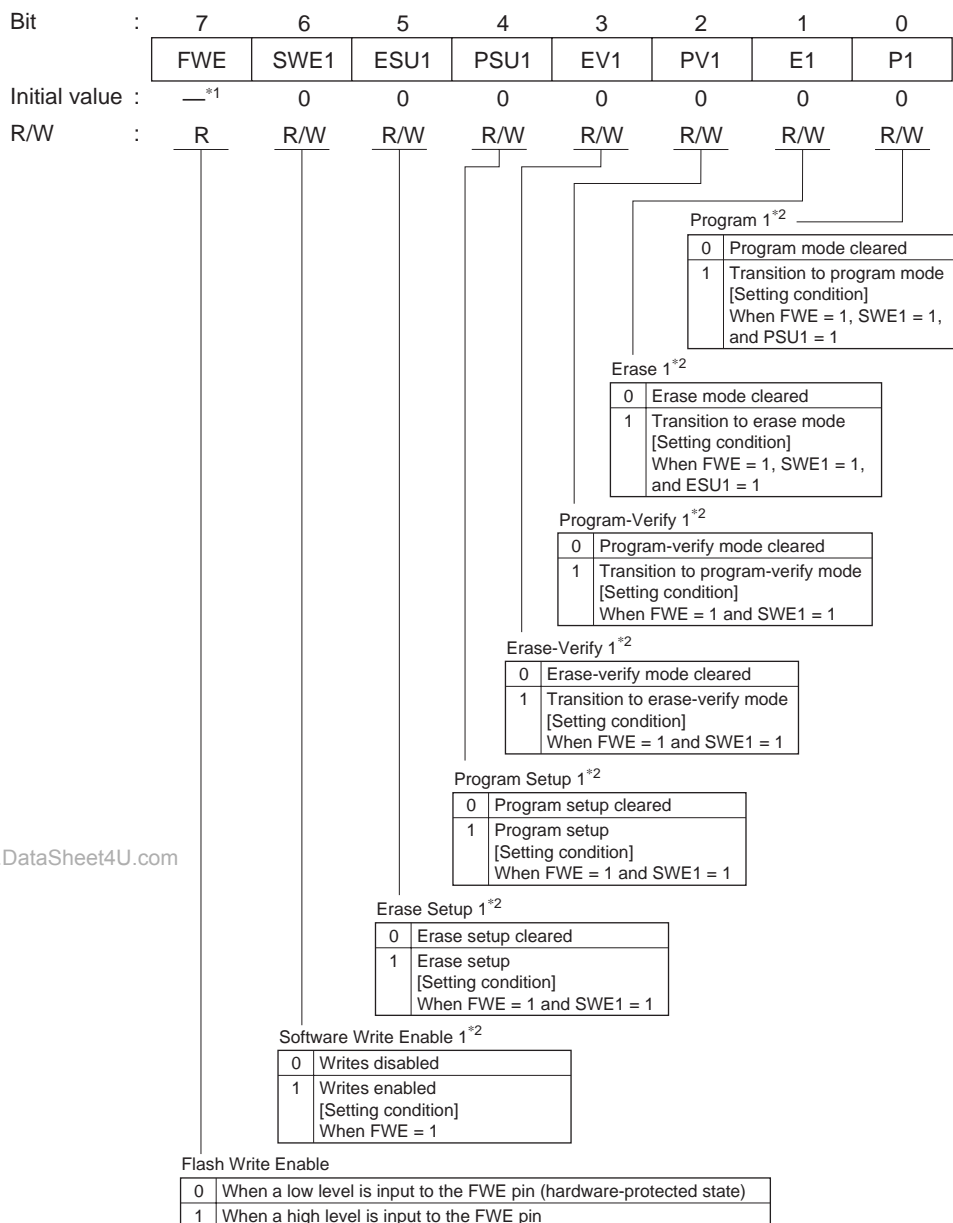 Bit : 7 6 5 4 3 2 1 0
FWE SWE1 ESU1 PSU1 EV1 PV1 E1 P1
Initial value : —*1 0 0 0 0 0 0 0
R/W : R R/W R/W R/W R/W R/W R/W R/W
Program 1*2
0 Program mode cleared
1 Transition to program mode
[Setting condition]
When FWE = 1, SWE1 = 1,
and PSU1 = 1
Erase 1*2
0 Erase mode cleared
1 Transition to erase mode
[Setting condition]
When FWE = 1, SWE1 = 1,
and ESU1 = 1
Program-Verify 1*2
0 Program-verify mode cleared
1 Transition to program-verify mode
[Setting condition]
When FWE = 1 and SWE1 = 1
Erase-Verify 1*2
0 Erase-verify mode cleared
1 Transition to erase-verify mode
[Setting condition]
When FWE = 1 and SWE1 = 1
Program Setup 1*2
0 Program setup cleared
1 Program setup
[Setting condition]
When FWE = 1 and SWE1 = 1
.DataSheet4U.com
Erase Setup 1*2
0 Erase setup cleared
1 Erase setup
[Setting condition]
When FWE = 1 and SWE1 = 1
Software Write Enable 1*2
0 Writes disabled
1 Writes enabled
[Setting condition]
When FWE = 1
Flash Write Enable
0 When a low level is input to the FWE pin (hardware-protected state)
1 When a high level is input to the FWE pin